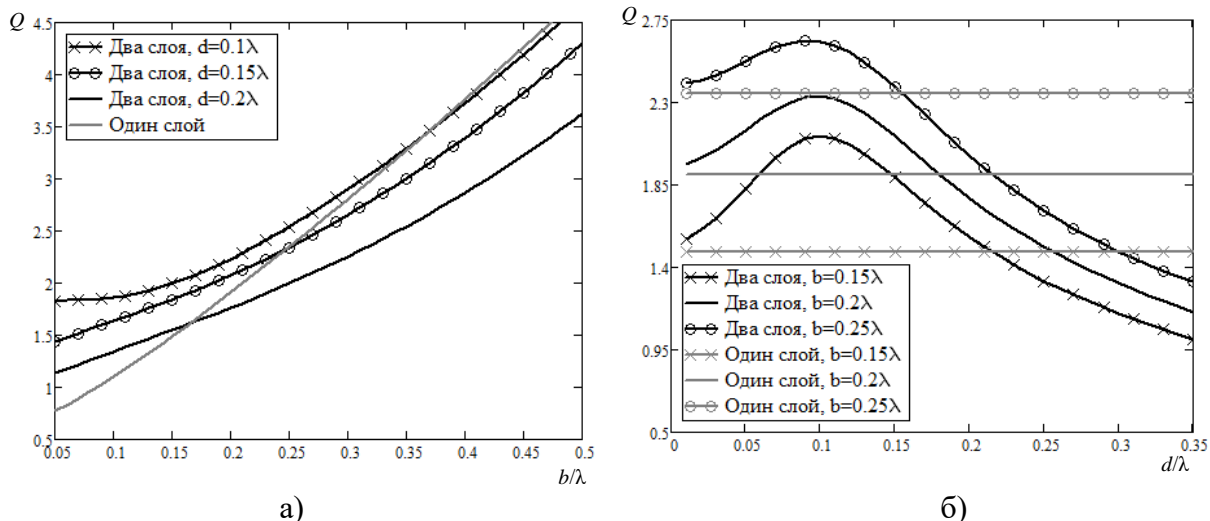 Q
4.5
4
3.5
3
2.5
2
1.5
1
0.5
Два слоя, d=0.1λ
Два слоя, d=0.15λ
Два слоя, d=0.2λ
Один слой
0.05 0.1 0.15 0.2 0.25 0.3 0.35 0.4 0.45 0.5
b/λ
а)
Q
2.75
2.3
1.85
1.4
0.95
0.5
Два слоя, b=0.15λ
Два слоя, b=0.2λ
Два слоя, b=0.25λ
Один слой, b=0.15λ
Один слой, b=0.2λ
Один слой, b=0.25λ
0 0.05 0.1 0.15 0.2 0.25 0.3 0.35
d/λ
б)